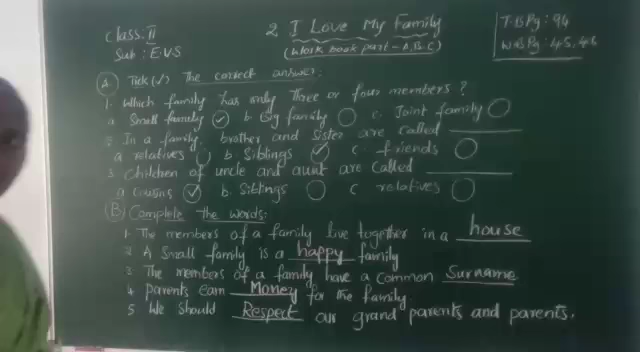 Class: II
Sub: E.V.S
2. I Love My Family
(Work book part - A,B,C)
T.B Pg: 94
W.B Pg: 45,46
(A) Tick (✓) The correct answer:
1. Which family has only three or four members?
a. Small family ✓ b. Big family c. Joint family
2. In a family, brother and sister are called ______
a. relatives b. Siblings ✓ c. friends
3. Children of uncle and aunt are called ______
a. Cousins ✓ b. Siblings c. relatives
(B) Complete the words:
1. The members of a family live together in a house
2. A Small family is a happy family
3. The members of a family have a common Surname
4. parents earn Money for the family.
5. We should Respect our grand parents and parents.